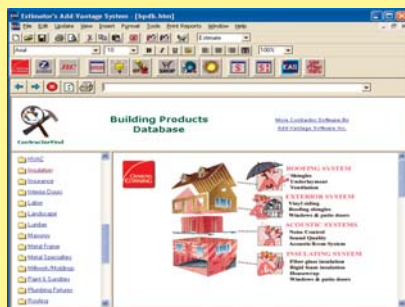 Estimator's Add Vantage System - [bpdb.htm]
File Edit Update View Insert Format Tools Print Reports Window Help
Estimate
Arial 10 B I U 100%
CAD
Building Products
Database
More Contractor Software By
Add Vantage Software Inc.
ContractorFind
HVAC
Insulation
Insurance
Interior Doors
Labor
Landscape
Lumber
Masonry
Metal Frame
Metal Specialties
Millwork/Moldings
Paint & Sundries
Plumbing Fixtures
Roofing
OWENS
CORNING
ROOFING SYSTEM
Shingles
Underlayment
Ventilation
EXTERIOR SYSTEM
Vinyl siding
Roofing shingles
Windows & patio doors
ACOUSTIC SYSTEMS
Noise Control
Sound Quality
Acoustic Room System
INSULATING SYSTEM
Fiber glass insulation
Rigid foam insulation
Housewrap
Windows & patio doors